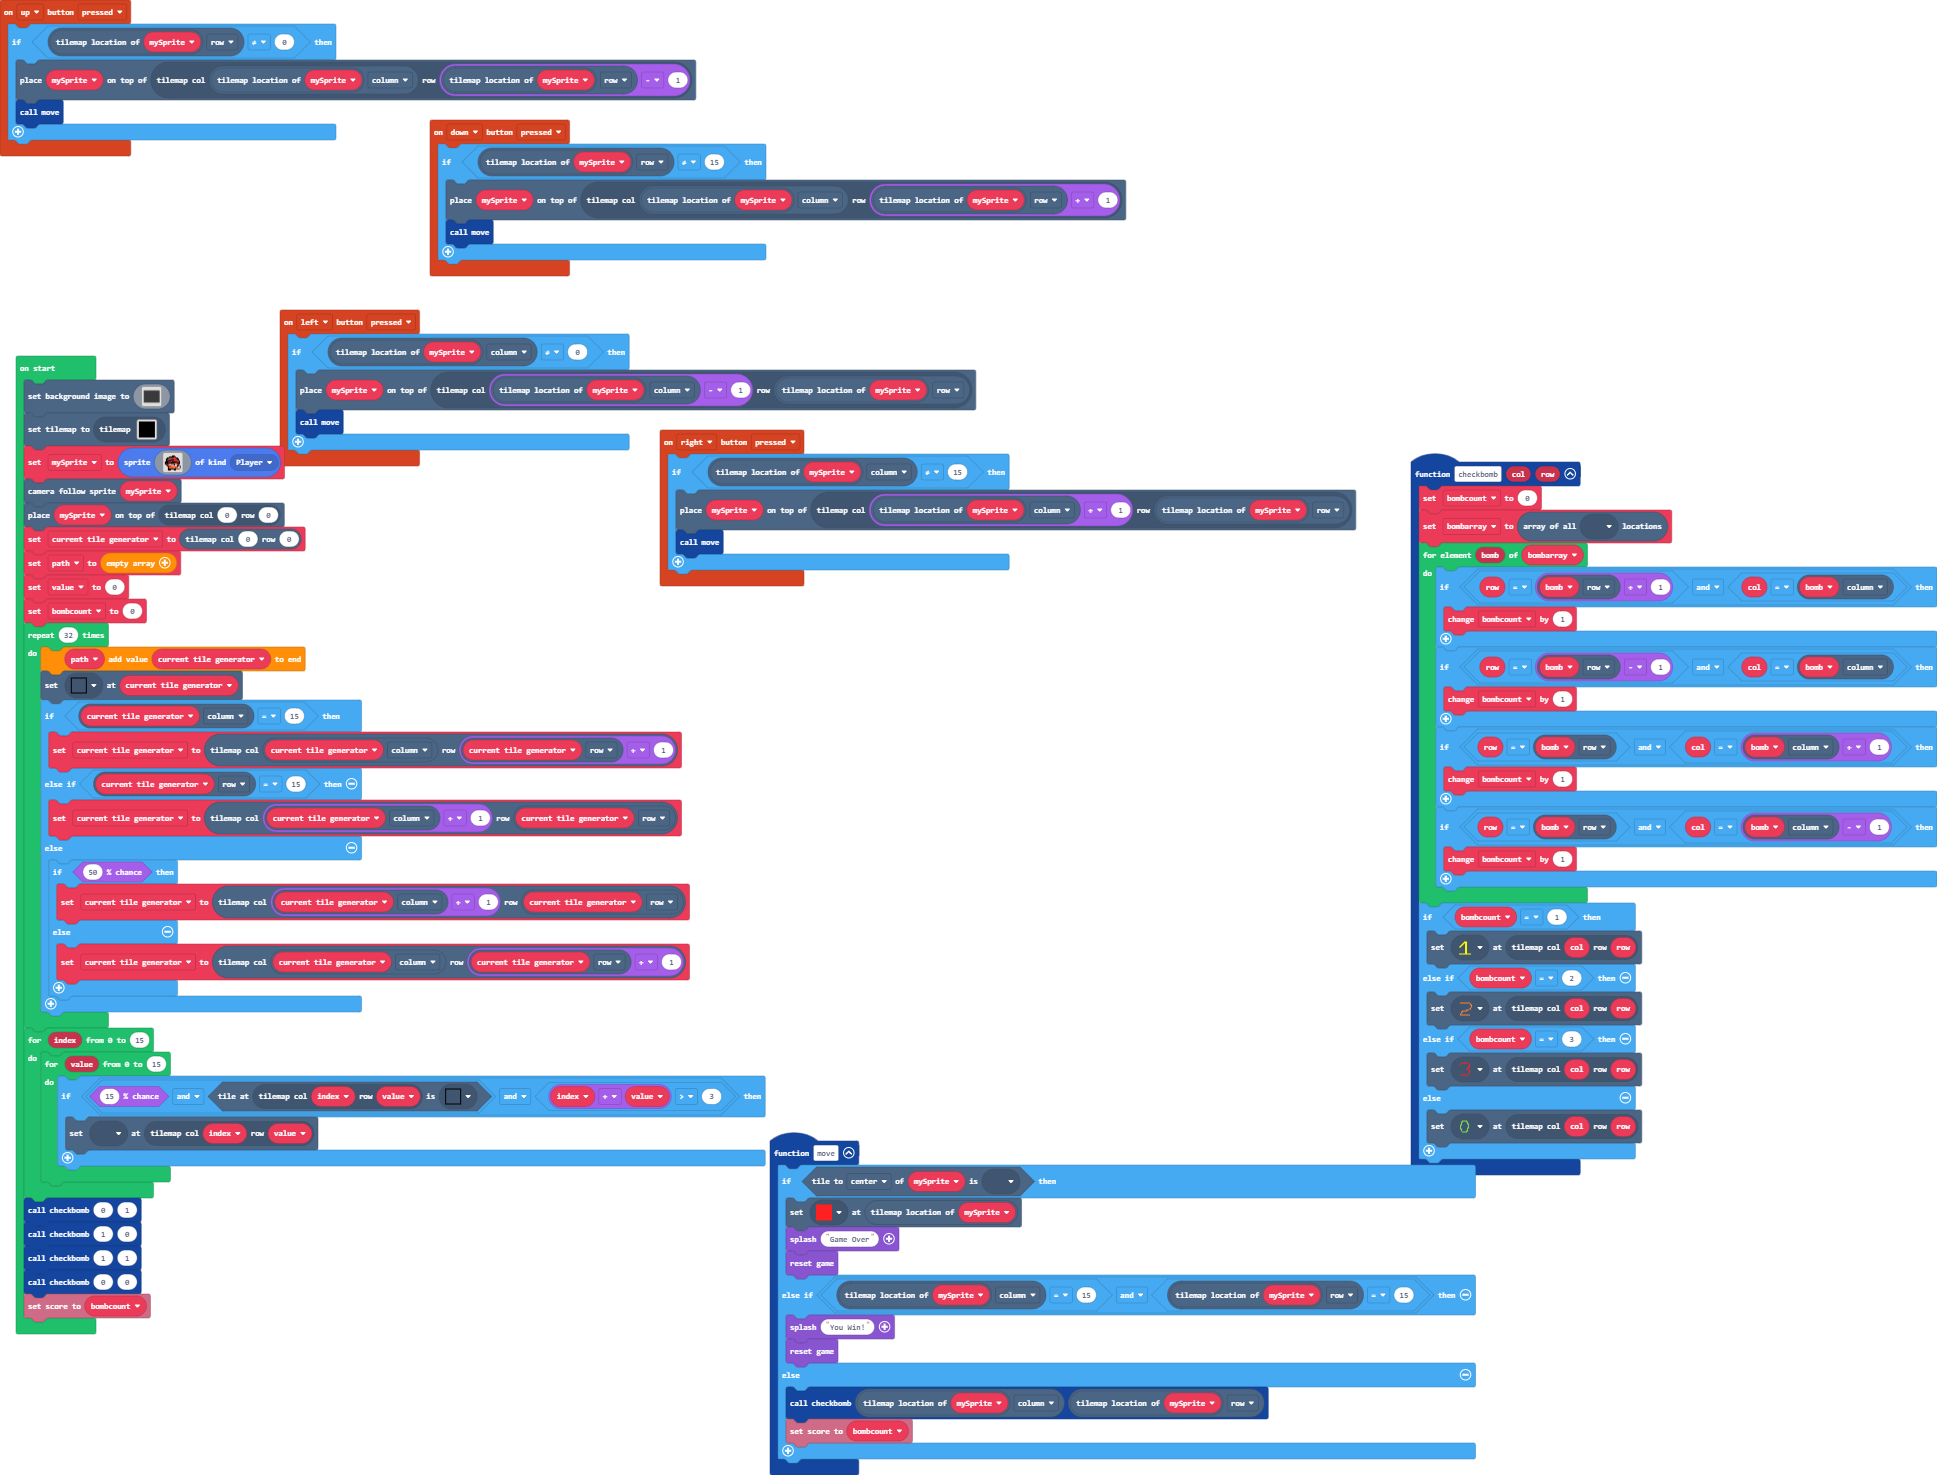 on up button pressed
if tilemap location of mySprite row ≠ 0 then
place mySprite on top of tilemap col tilemap location of mySprite column row tilemap location of mySprite row - 1
call move
on down button pressed
if tilemap location of mySprite row ≠ 15 then
place mySprite on top of tilemap col tilemap location of mySprite column row tilemap location of mySprite row + 1
call move
on left button pressed
if tilemap location of mySprite column ≠ 0 then
place mySprite on top of tilemap col tilemap location of mySprite column - 1 row tilemap location of mySprite row
call move
on right button pressed
if tilemap location of mySprite column ≠ 15 then
place mySprite on top of tilemap col tilemap location of mySprite column + 1 row tilemap location of mySprite row
call move
on start
set background image to
set tilemap to tilemap
set mySprite to sprite of kind Player
camera follow sprite mySprite
place mySprite on top of tilemap col 0 row 0
set current tile generator to tilemap col 0 row 0
set path to empty array
set value to 0
set bombcount to 0
repeat 32 times
do path add value current tile generator to end
set at current tile generator
if current tile generator column = 15 then
set current tile generator to tilemap col current tile generator column row current tile generator row + 1
else if current tile generator row = 15 then
set current tile generator to tilemap col current tile generator column + 1 row current tile generator row
else
if 50 % chance then
set current tile generator to tilemap col current tile generator column + 1 row current tile generator row
else
set current tile generator to tilemap col current tile generator column row current tile generator row + 1
for index from 0 to 15
do for value from 0 to 15
do if 15 % chance and tile at tilemap col index row value is and index + value > 3 then
set at tilemap col index row value
call checkbomb 0 1
call checkbomb 1 0
call checkbomb 1 1
call checkbomb 0 0
set score to bombcount
function checkbomb col row
set bombcount to 0
set bombarray to array of all locations
for element bomb of bombarray
do if row = bomb row + 1 and col = bomb column then
change bombcount by 1
if row = bomb row - 1 and col = bomb column then
change bombcount by 1
if row = bomb row and col = bomb column + 1 then
change bombcount by 1
if row = bomb row and col = bomb column - 1 then
change bombcount by 1
if bombcount = 1 then
set 1 at tilemap col col row row
else if bombcount = 2 then
set 2 at tilemap col col row row
else if bombcount = 3 then
set 3 at tilemap col col row row
else
set 0 at tilemap col col row row
function move
if tile to center of mySprite is then
set at tilemap location of mySprite
splash "Game Over"
reset game
else if tilemap location of mySprite column = 15 and tilemap location of mySprite row = 15 then
splash "You Win!"
reset game
else
call checkbomb tilemap location of mySprite column tilemap location of mySprite row
set score to bombcount